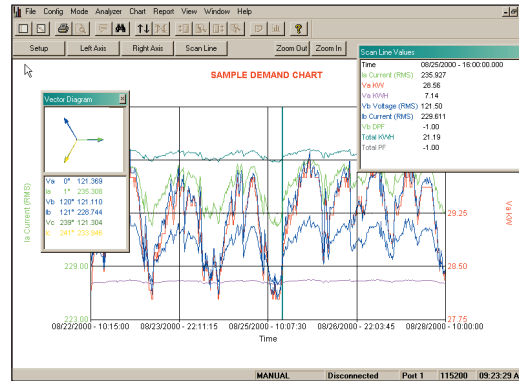 File Config Mode Analyzer Chart Report View Window Help
Setup Left Axis Right Axis Scan Line Zoom Out Zoom In
SAMPLE DEMAND CHART
Scan Line Values
Time 08/25/2000 - 16:00:00.000
Ia Current (RMS) 235.927
Va KW 28.56
Va KWH 7.14
Vb Voltage (RMS) 121.50
Ib Current (RMS) 229.611
Vb DPF -1.00
Total KWH 21.19
Total PF -1.00
Vector Diagram
Va 0° 121.369
Ia 1° 235.308
Vb 120° 121.110
Ib 121° 228.744
Vc 239° 121.304
Ic 241° 233.946
Ia Current (RMS)
229.00
223.00
Va KW
29.25
28.50
27.75
08/22/2000 - 10:15:00 08/23/2000 - 22:11:15 08/25/2000 - 10:07:30 08/26/2000 - 22:03:45 08/28/2000 - 10:00:00
Time
MANUAL Disconnected Port 1 115200 09:23:29 A